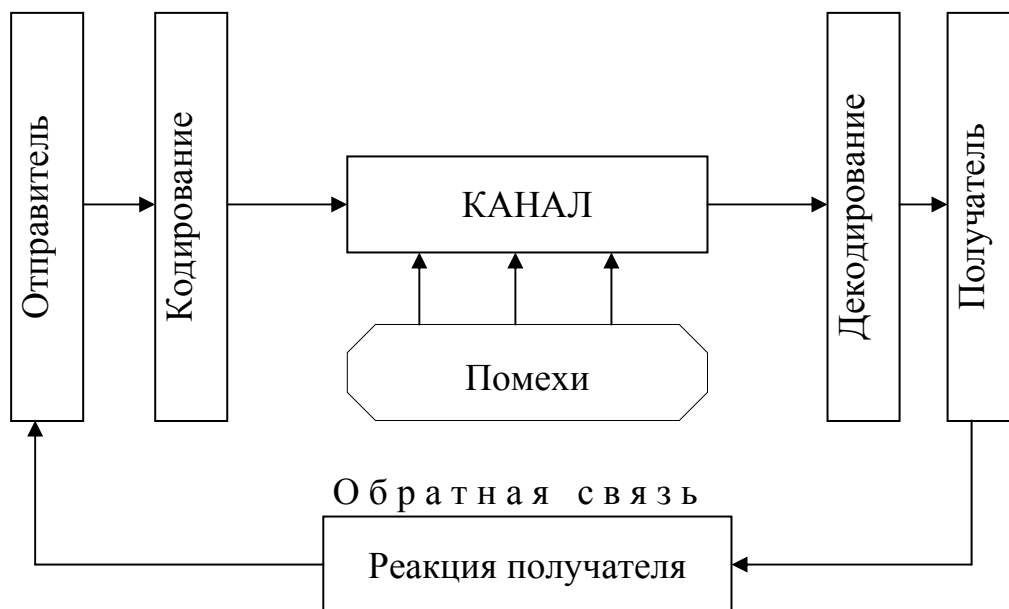 Отправитель
Кодирование
КАНАЛ
Декодирование
Получатель
Помехи
Обратная связь
Реакция получателя